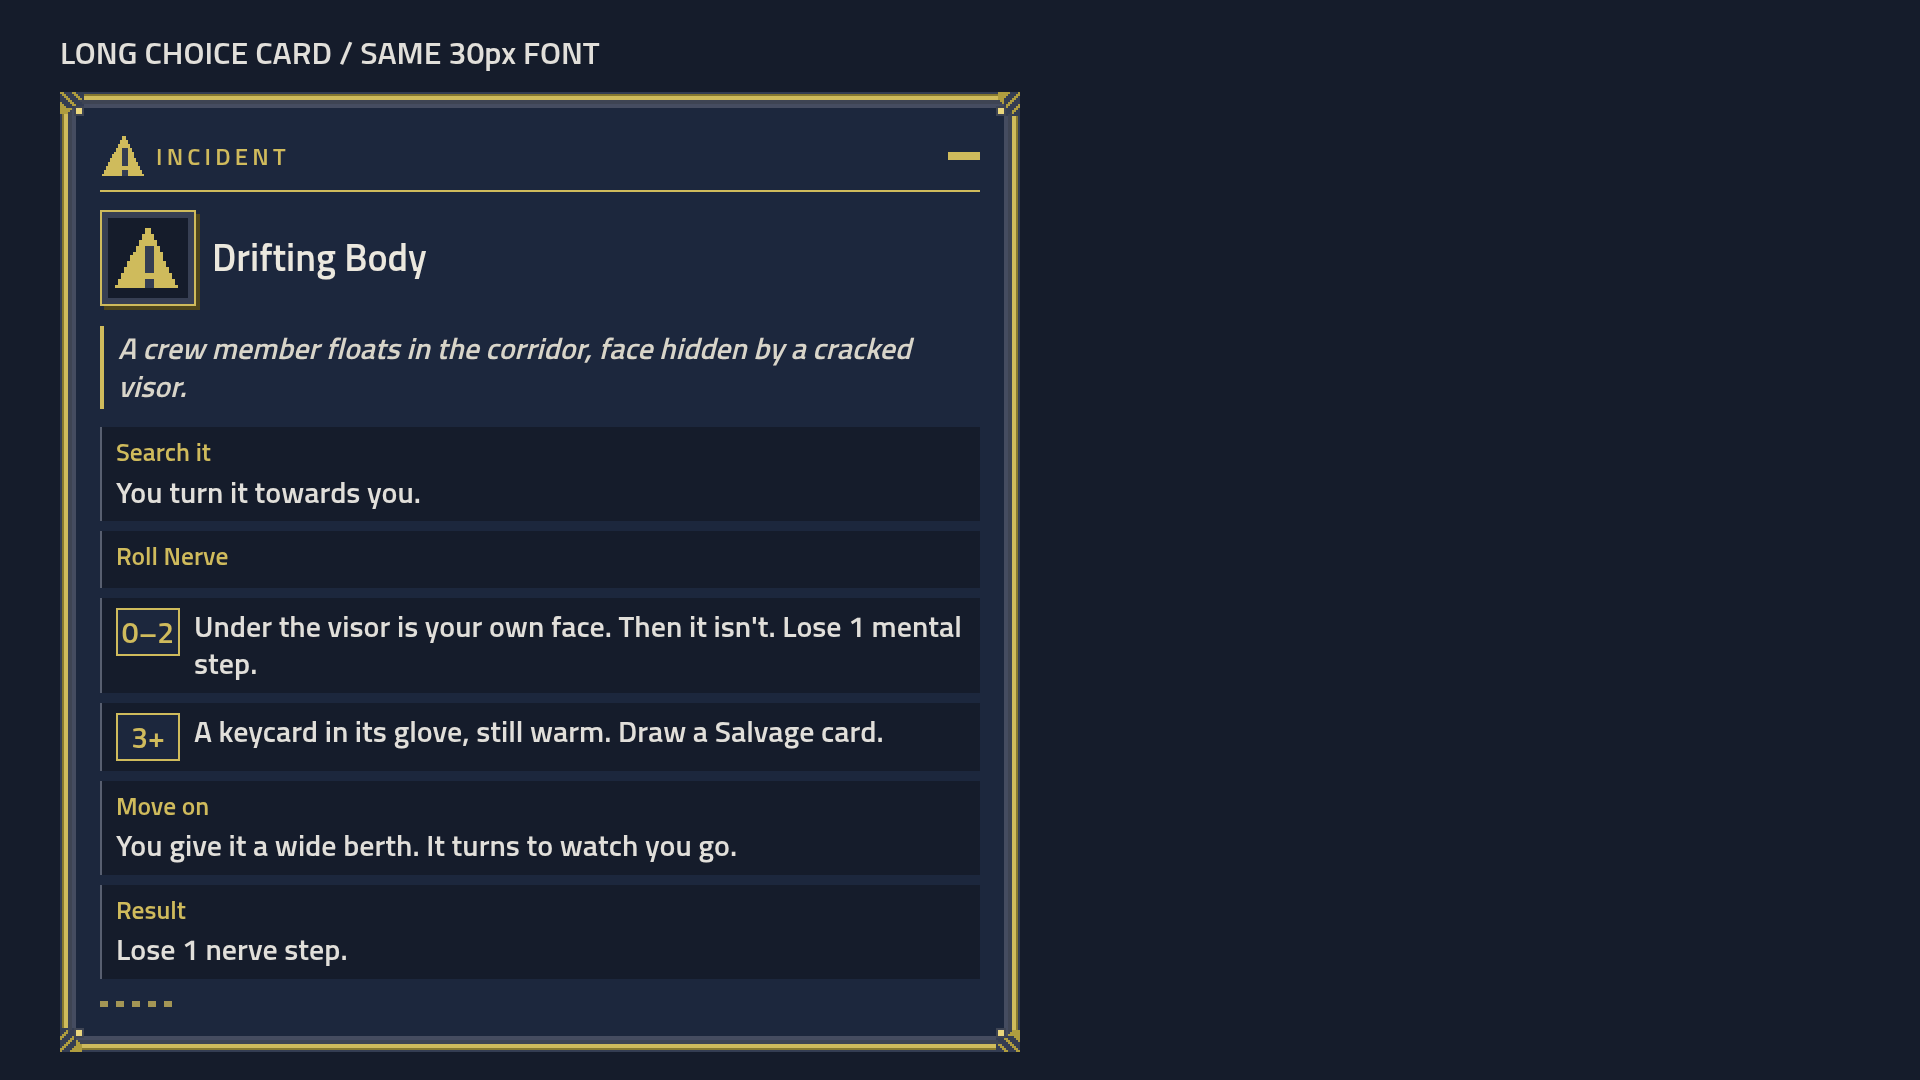 LONG CHOICE CARD / SAME 30px FONT
INCIDENT
Drifting Body
A crew member floats in the corridor, face hidden by a cracked
visor.
Search it
You turn it towards you.
Roll Nerve
0–2
Under the visor is your own face. Then it isn't. Lose 1 mental
step.
3+
A keycard in its glove, still warm. Draw a Salvage card.
Move on
You give it a wide berth. It turns to watch you go.
Result
Lose 1 nerve step.